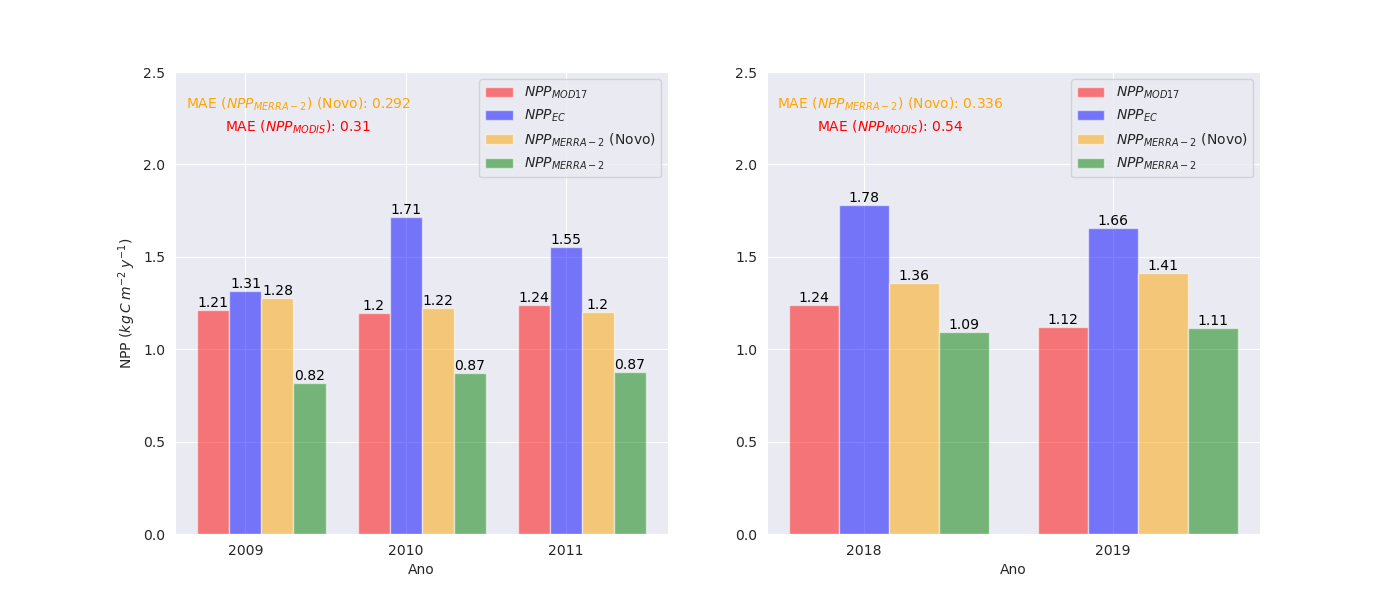 MAE (NPP_MERRA−2) (Novo): 0.292
MAE (NPP_MODIS): 0.31
NPP_MOD17
NPP_EC
NPP_MERRA−2 (Novo)
NPP_MERRA−2
2.5
2.0
1.5
1.0
0.5
0.0
NPP (kg C m^−2 y^−1)
1.21
1.31
1.28
0.82
1.2
1.71
1.22
0.87
1.24
1.55
1.2
0.87
2009
2010
2011
Ano
MAE (NPP_MERRA−2) (Novo): 0.336
MAE (NPP_MODIS): 0.54
NPP_MOD17
NPP_EC
NPP_MERRA−2 (Novo)
NPP_MERRA−2
2.5
2.0
1.5
1.0
0.5
0.0
1.24
1.78
1.36
1.09
1.12
1.66
1.41
1.11
2018
2019
Ano